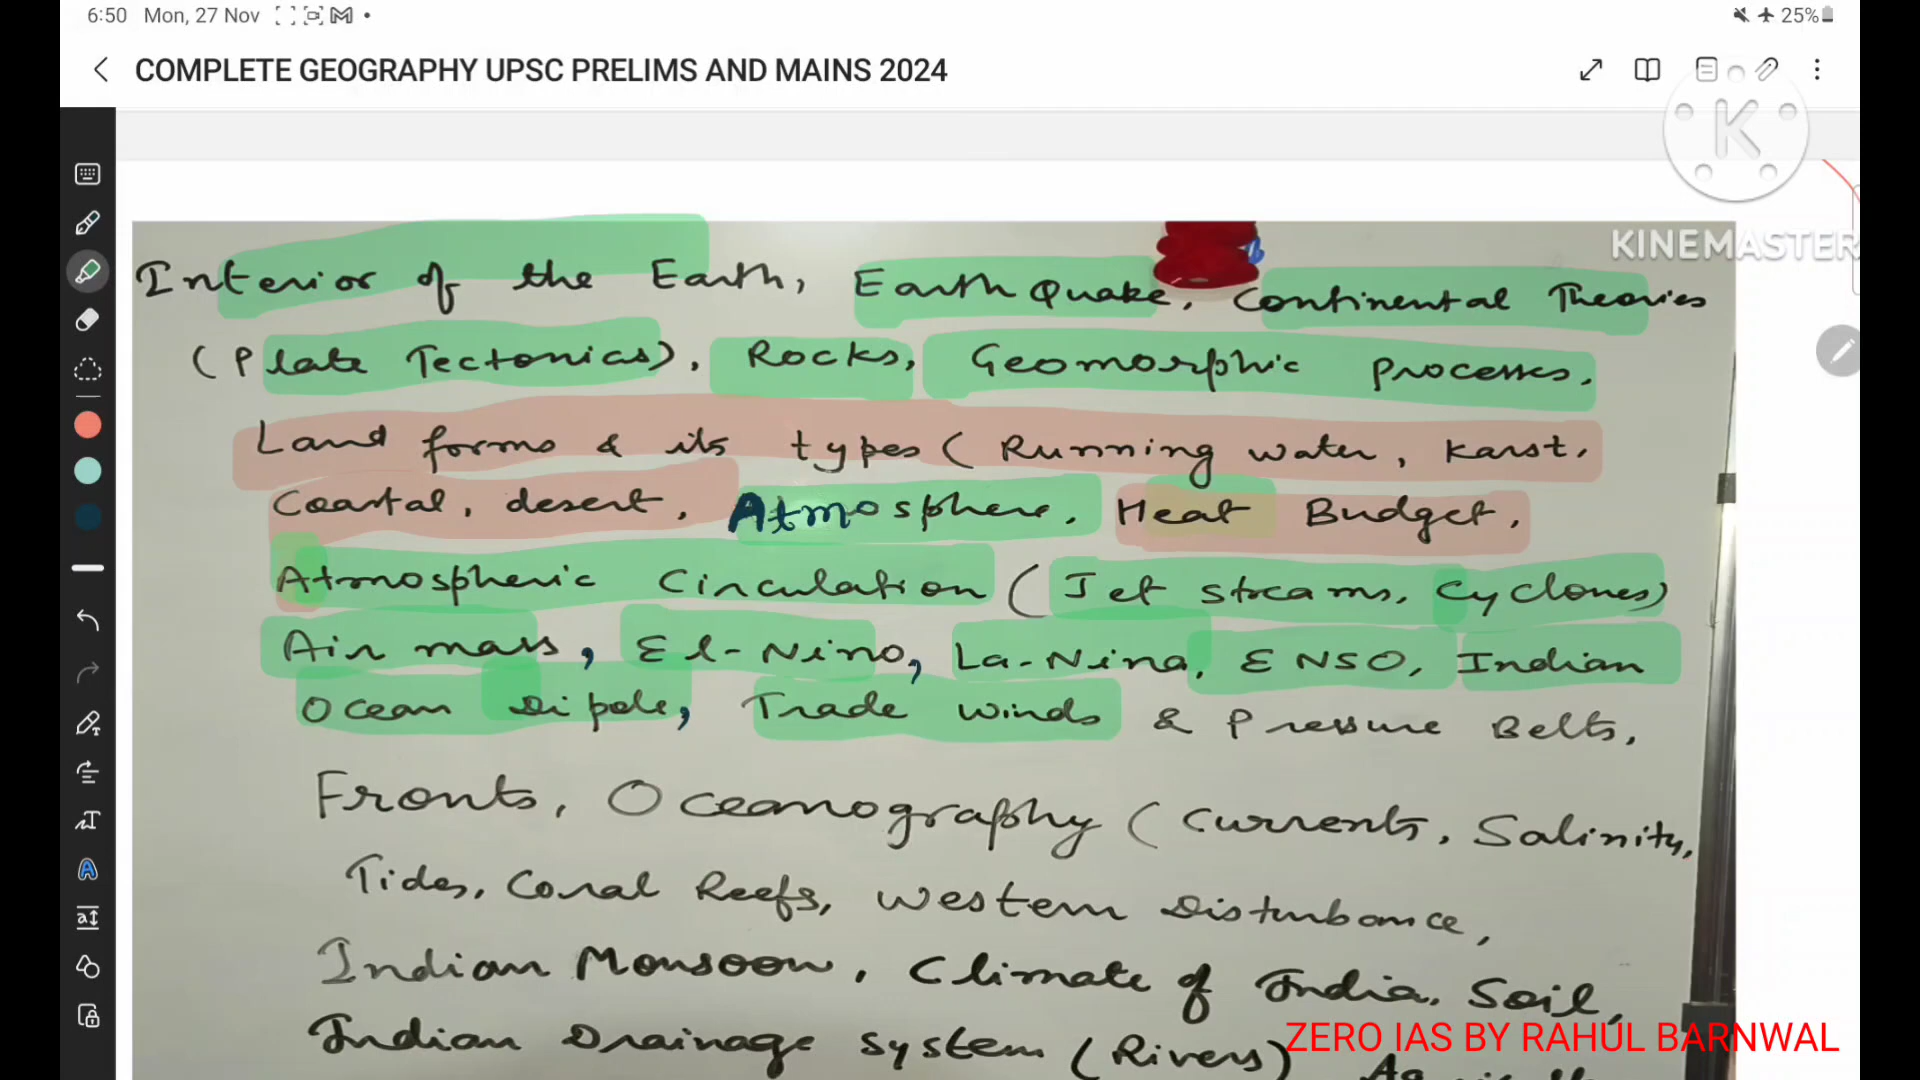 6:50 Mon, 27 Nov
25%
COMPLETE GEOGRAPHY UPSC PRELIMS AND MAINS 2024
K
KINEMASTER
Interior of the Earth, Earth Quake, Continental Theories
(Plate Tectonics), Rocks, Geomorphic Processes,
Land forms & its types (Running water, Karst,
Coastal, desert, Atmosphere, Heat Budget,
Atmospheric Circulation (Jet streams, Cyclones)
Air mass, El-Nino, La-Nina, ENSO, Indian
Ocean Dipole, Trade Winds & Pressure Belts,
Fronts, Oceanography (Currents, Salinity,
Tides, Coral Reefs, Western Disturbance,
Indian Monsoon, Climate of India, Soil,
Indian Drainage System (Rivers)
ZERO IAS BY RAHUL BARNWAL